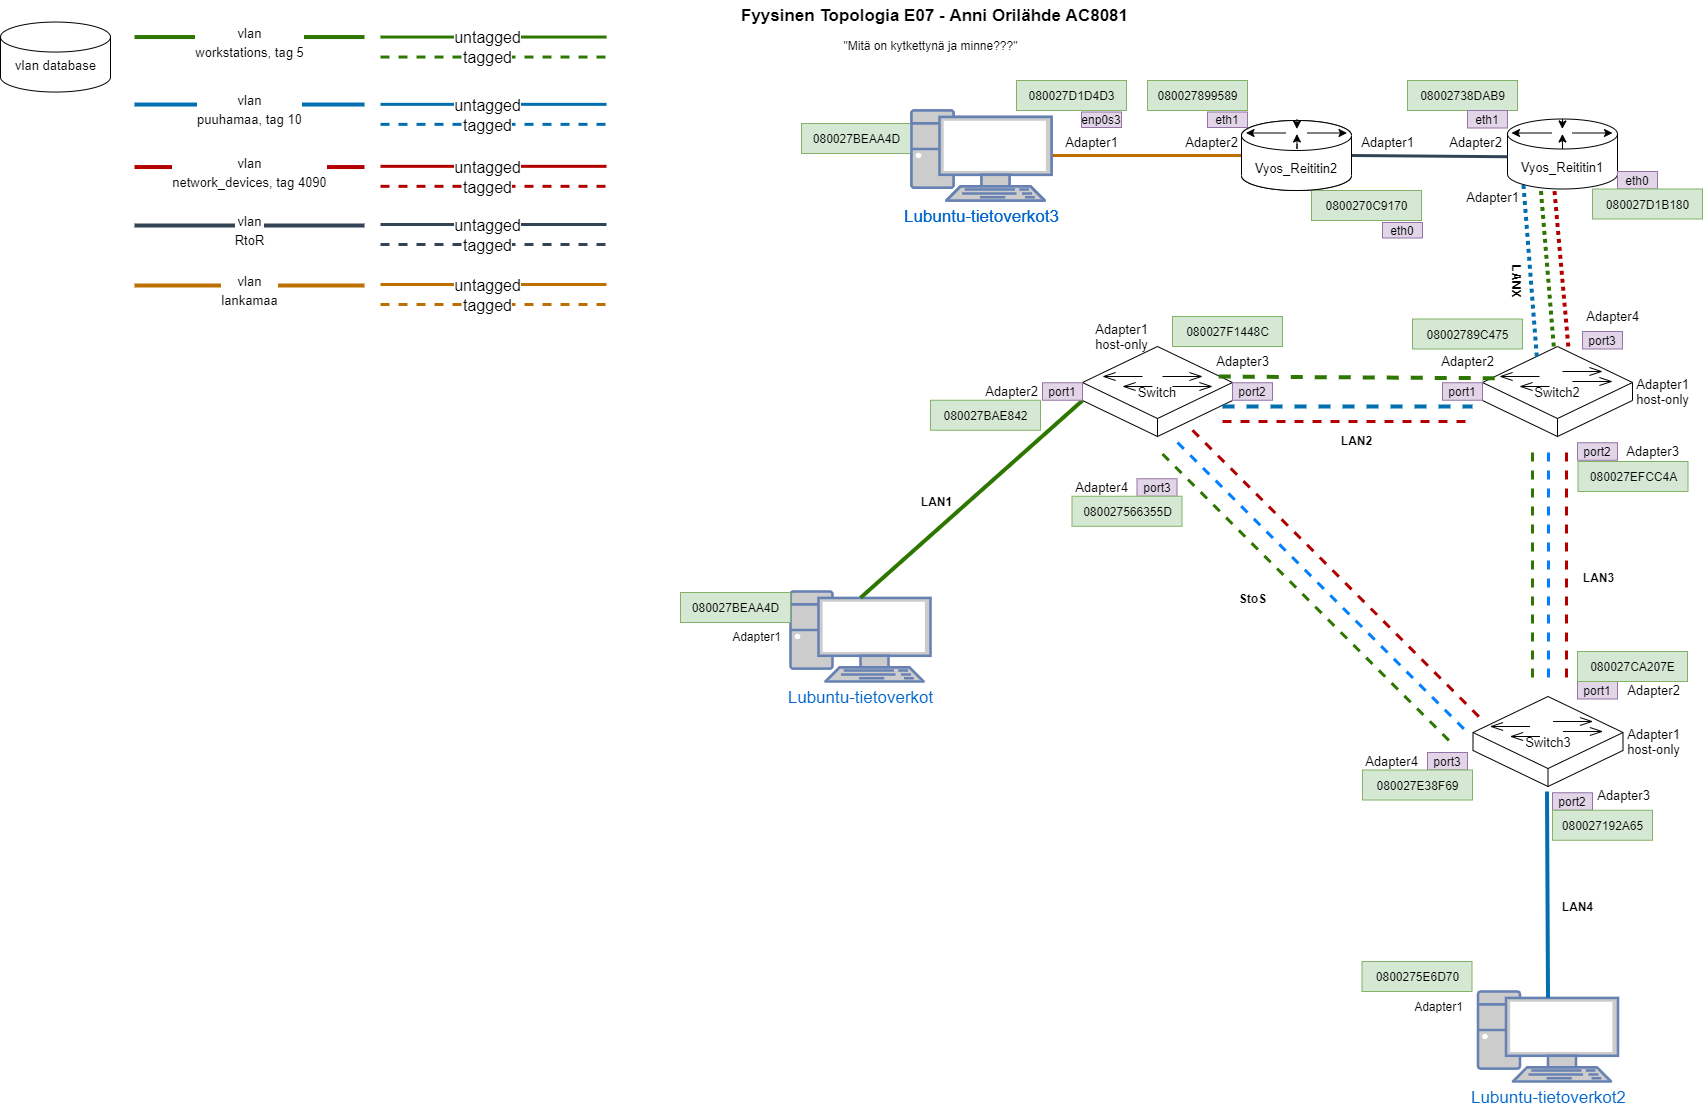 Fyysinen Topologia E07 - Anni Orilähde AC8081
"Mitä on kytkettynä ja minne???"
vlan database
vlan
workstations, tag 5
untagged
tagged
vlan
puuhamaa, tag 10
untagged
tagged
vlan
network_devices, tag 4090
untagged
tagged
vlan
RtoR
untagged
tagged
vlan
lankamaa
untagged
tagged
080027BEAA4D
080027D1D4D3
enp0s3
Adapter1
Lubuntu-tietoverkot3
080027899589
eth1
Adapter2
Vyos_Reititin2
Adapter1
0800270C9170
eth0
08002738DAB9
eth1
Adapter2
Vyos_Reititin1
eth0
080027D1B180
Adapter1
LANX
Adapter1
host-only
080027F1448C
Adapter3
Switch
port2
Adapter2
port1
080027BAE842
08002789C475
Adapter2
port1
Adapter4
port3
Switch2
Adapter1
host-only
LAN2
port2
Adapter3
080027EFCC4A
Adapter4
port3
080027566355D
LAN1
StoS
LAN3
080027BEAA4D
Adapter1
Lubuntu-tietoverkot
080027CA207E
port1
Adapter2
Switch3
Adapter1
host-only
Adapter4
port3
080027E38F69
port2
Adapter3
080027192A65
LAN4
0800275E6D70
Adapter1
Lubuntu-tietoverkot2